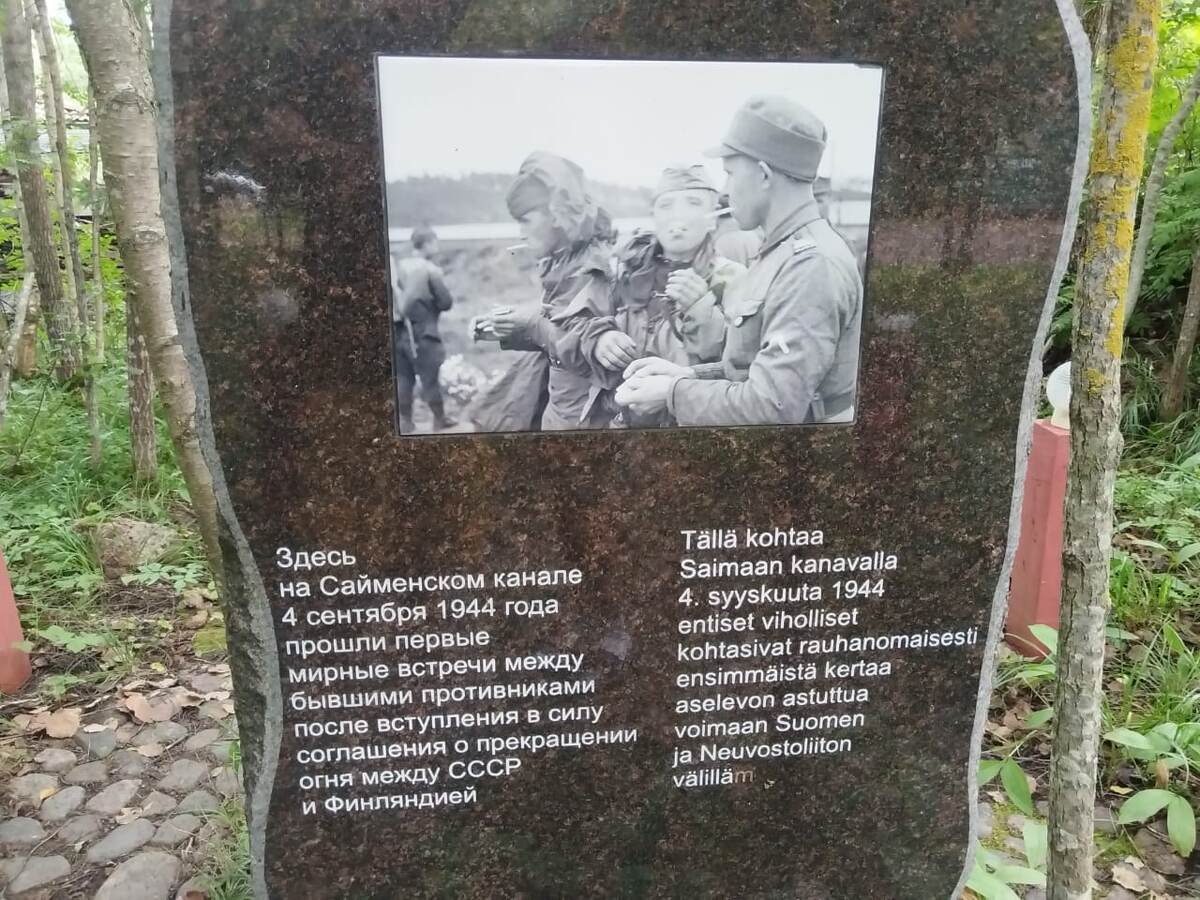 Здесь
на Сайменском канале
4 сентября 1944 года
прошли первые
мирные встречи между
бывшими противниками
после вступления в силу
соглашения о прекращении
огня между СССР
и Финляндией
Tällä kohtaa
Saimaan kanavalla
4. syyskuuta 1944
entiset viholliset
kohtasivat rauhanomaisesti
ensimmäistä kertaa
aselevon astuttua
voimaan Suomen
ja Neuvostoliiton
välilläm